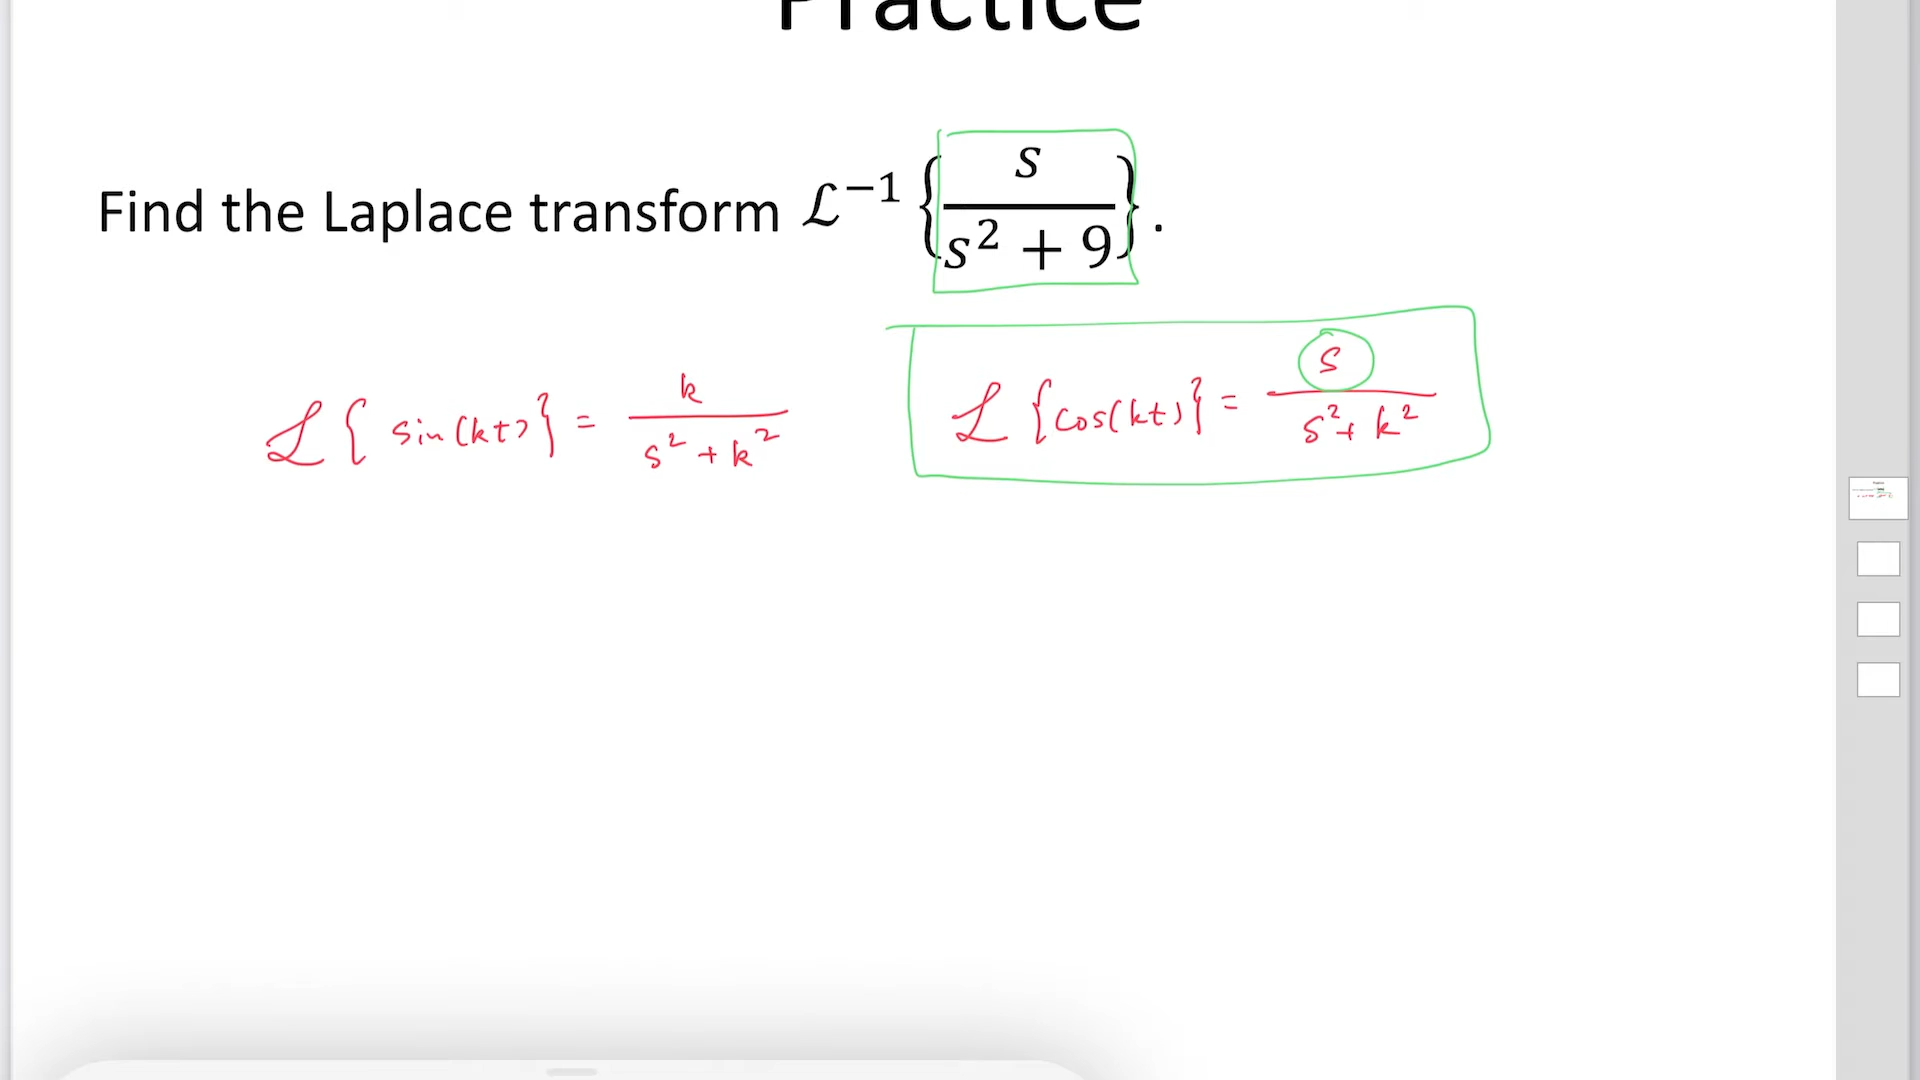 Practice
Find the Laplace transform ℒ⁻¹ { s / (s² + 9) }.
ℒ{ sin(kt)} = k / (s² + k²)
ℒ {cos(kt)} = s / (s² + k²)